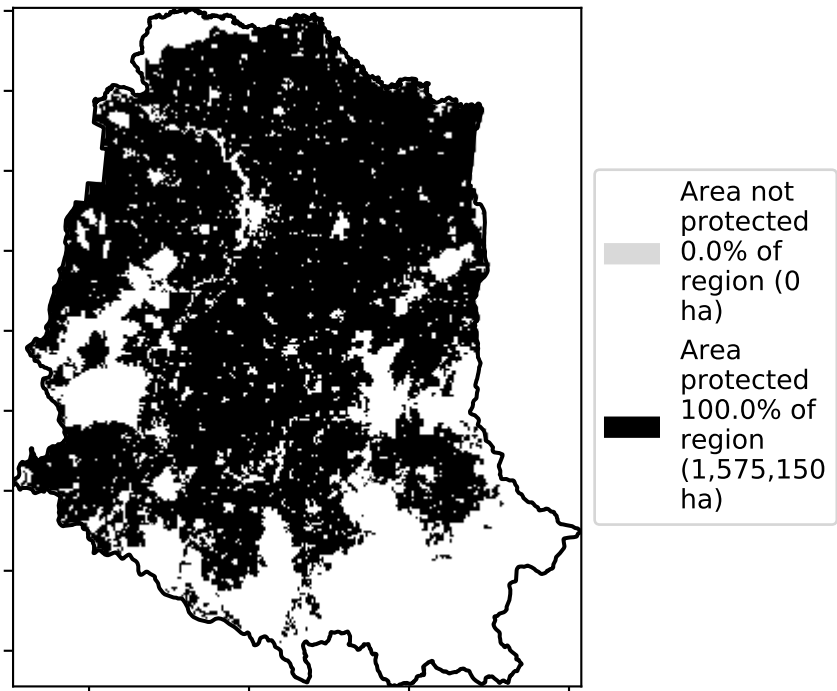 Area not
protected
0.0% of
region (0
ha)
Area
protected
100.0% of
region
(1,575,150
ha)